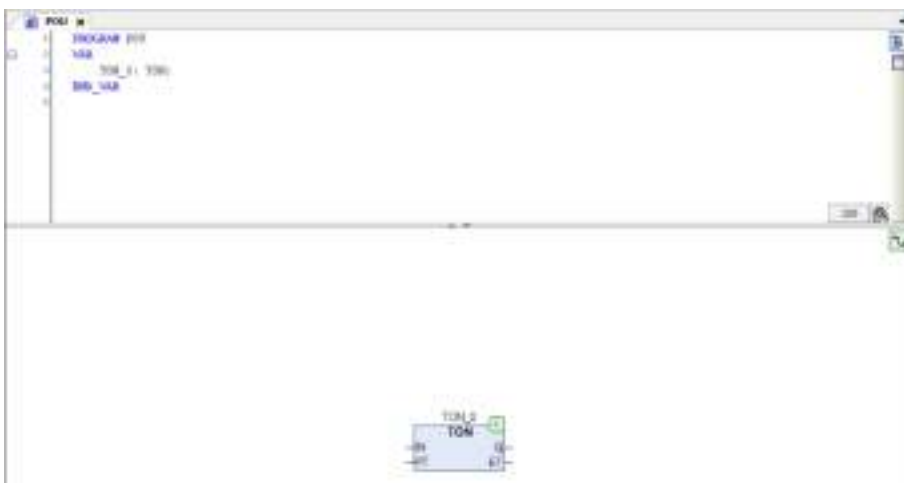 POU
PROGRAM POU
VAR
TON_0: TON;
END_VAR
TON_0
TON
IN Q
PT ET